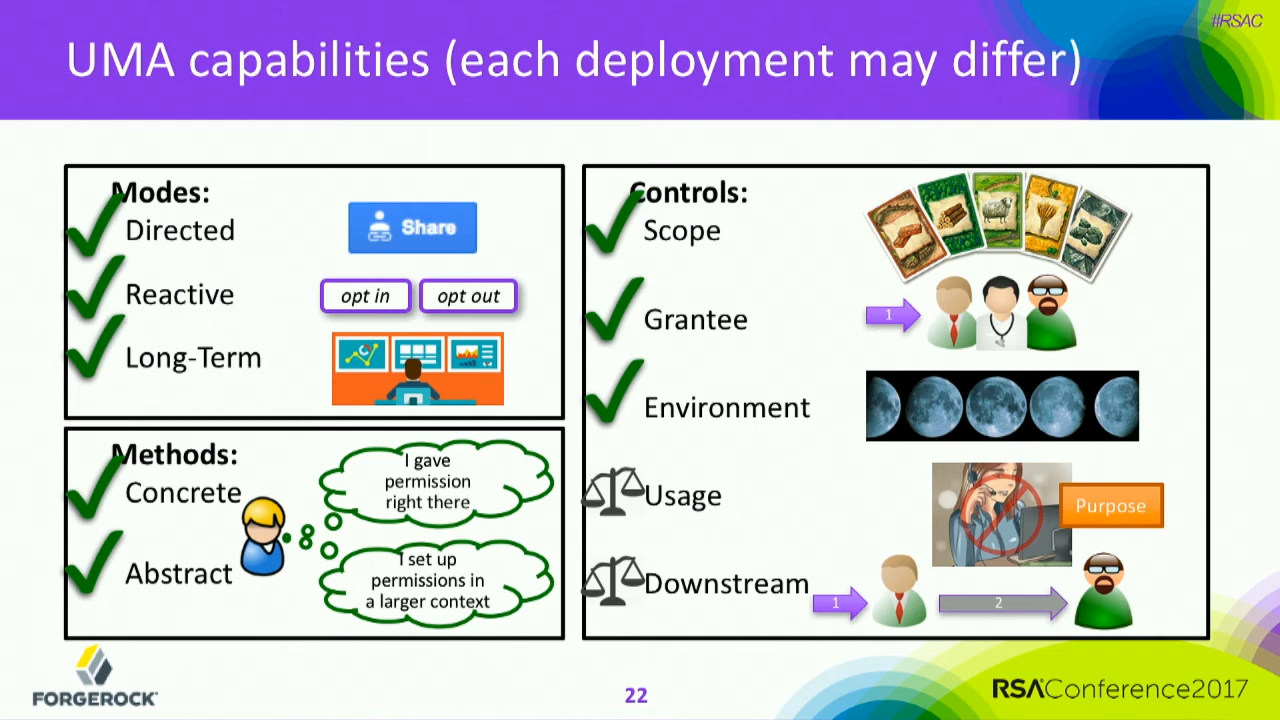 #RSAC
UMA capabilities (each deployment may differ)
Modes:
Directed
Share
Reactive
opt in
opt out
Long-Term
Methods:
Concrete
Abstract
I gave
permission
right there
I set up
permissions in
a larger context
Controls:
Scope
Grantee
1
Environment
Usage
Purpose
Downstream
1
2
FORGEROCK
22
RSAConference2017